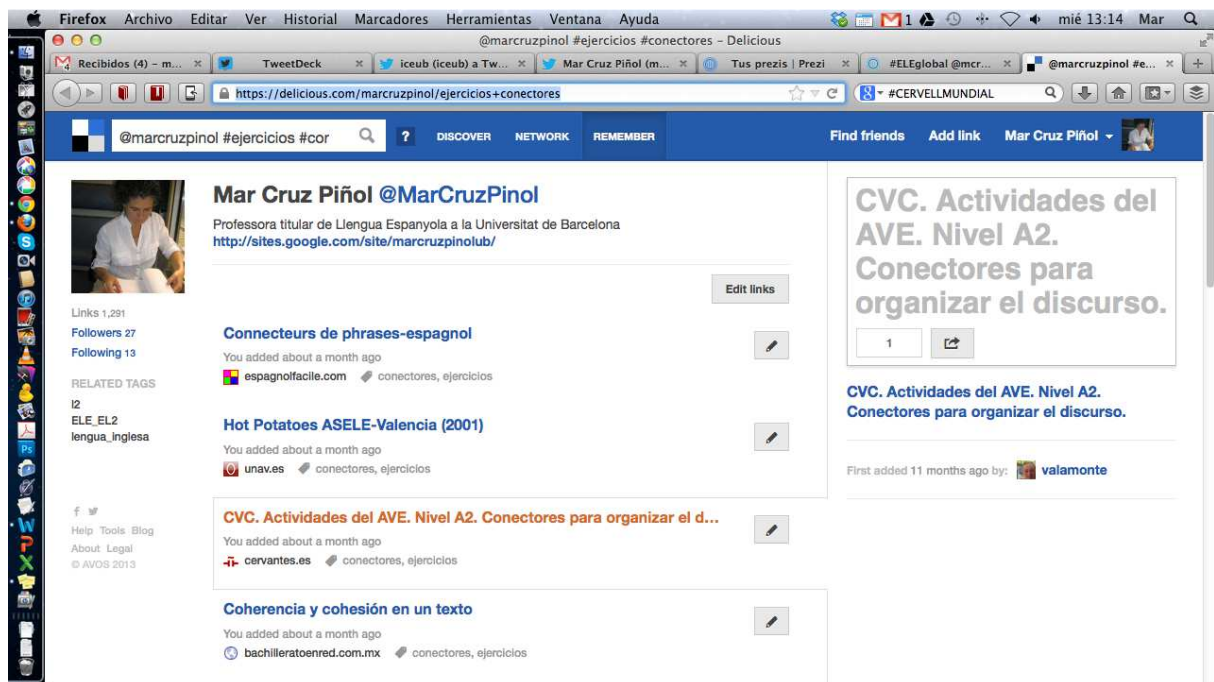 Firefox Archivo Editar Ver Historial Marcadores Herramientas Ventana Ayuda 1 mié 13:14 Mar
@marcruzpinol #ejercicios #conectores – Delicious
Recibidos (4) – m... TweetDeck iceub (iceub) a Tw... Mar Cruz Piñol (m... Tus prezis | Prezi #ELEglobal @mcr... @marcruzpinol #e...
https://delicious.com/marcruzpinol/ejercicios+conectores #CERVELLMUNDIAL
@marcruzpinol #ejercicios #cor ? DISCOVER NETWORK REMEMBER Find friends Add link Mar Cruz Piñol
Mar Cruz Piñol @MarCruzPinol
Professora titular de Llengua Espanyola a la Universitat de Barcelona
http://sites.google.com/site/marcruzpinolub/
Edit links
Links 1,291
Followers 27
Following 13
RELATED TAGS
l2
ELE_EL2
lengua_inglesa
Help Tools Blog
About Legal
© AVOS 2013
Connecteurs de phrases-espagnol
You added about a month ago
espagnolfacile.com conectores, ejercicios
Hot Potatoes ASELE-Valencia (2001)
You added about a month ago
unav.es conectores, ejercicios
CVC. Actividades del AVE. Nivel A2. Conectores para organizar el d...
You added about a month ago
cervantes.es conectores, ejercicios
Coherencia y cohesión en un texto
You added about a month ago
bachilleratoenred.com.mx conectores, ejercicios
CVC. Actividades del
AVE. Nivel A2.
Conectores para
organizar el discurso.
1
CVC. Actividades del AVE. Nivel A2.
Conectores para organizar el discurso.
First added 11 months ago by: valamonte